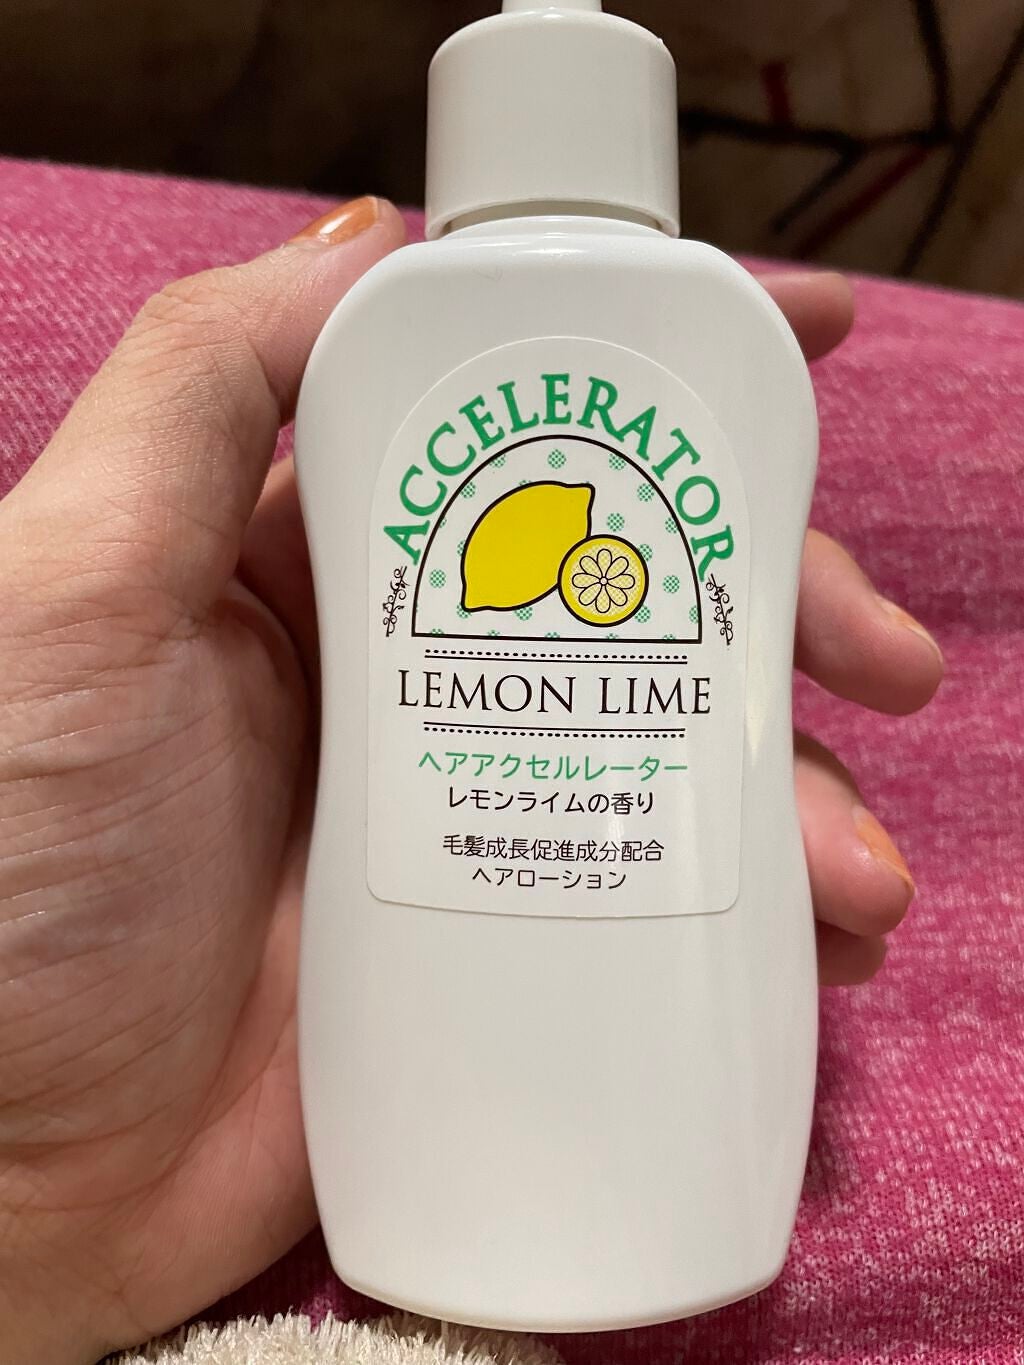 ACCELERATOR
LEMON LIME
ヘアアクセルレーター
レモンライムの香り
毛髪成長促進成分配合
ヘアローション